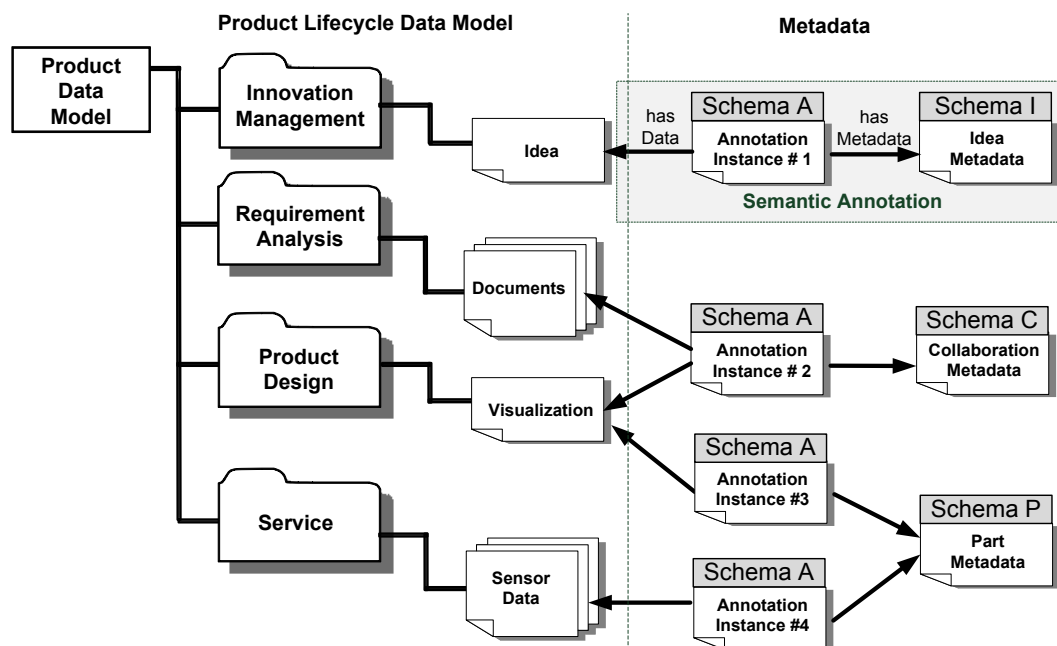 Product Lifecycle Data Model
Metadata
Product
Data
Model
Innovation
Management
Idea
has
Data
Schema A
Annotation
Instance # 1
has
Metadata
Schema I
Idea
Metadata
Semantic Annotation
Requirement
Analysis
Documents
Schema A
Annotation
Instance # 2
Schema C
Collaboration
Metadata
Product
Design
Visualization
Schema A
Annotation
Instance #3
Schema P
Part
Metadata
Service
Sensor
Data
Schema A
Annotation
Instance #4